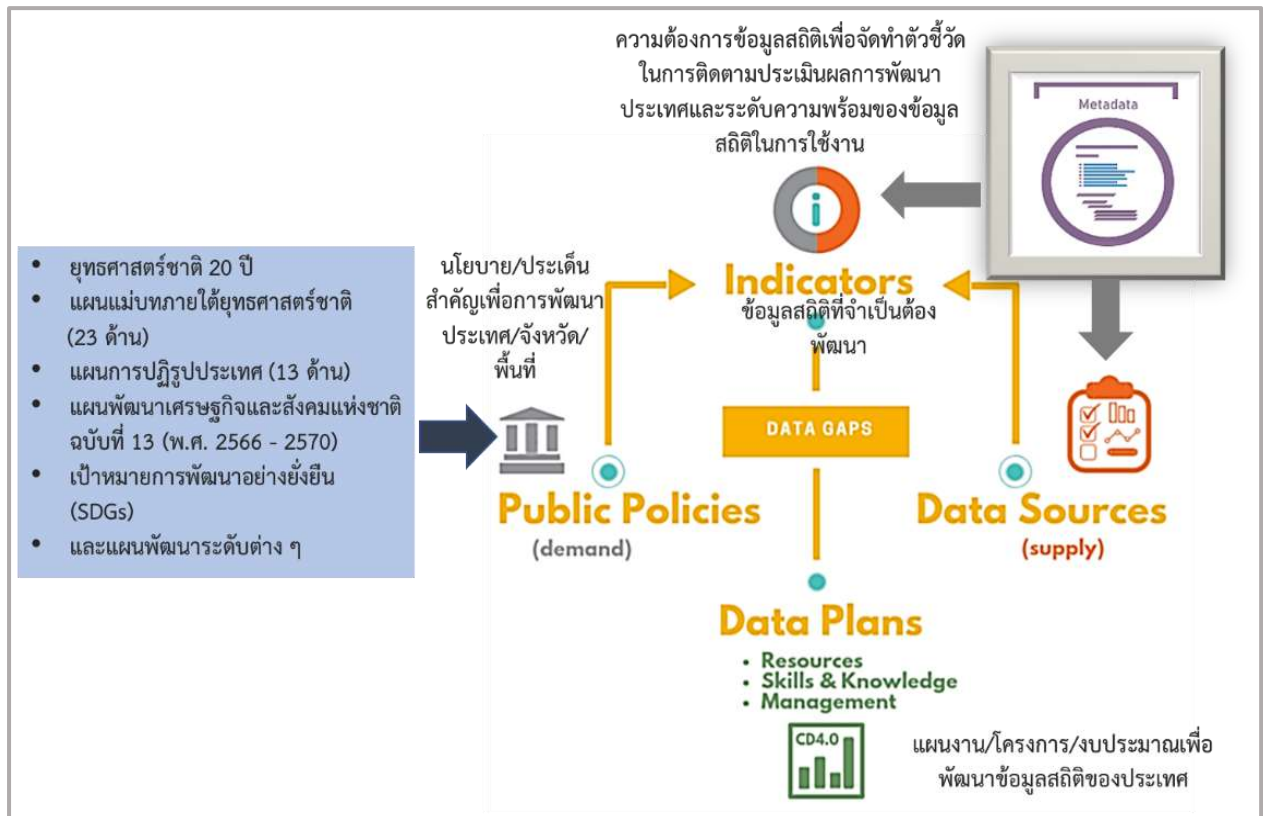 ความต้องการข้อมูลสถิติเพื่อจัดทำตัวชี้วัด
ในการติดตามประเมินผลการพัฒนา
ประเทศและระดับความพร้อมของข้อมูล
สถิติในการใช้งาน
Metadata
• ยุทธศาสตร์ชาติ 20 ปี
• แผนแม่บทภายใต้ยุทธศาสตร์ชาติ
(23 ด้าน)
• แผนการปฏิรูปประเทศ (13 ด้าน)
• แผนพัฒนาเศรษฐกิจและสังคมแห่งชาติ
ฉบับที่ 13 (พ.ศ. 2566 - 2570)
• เป้าหมายการพัฒนาอย่างยั่งยืน
(SDGs)
• และแผนพัฒนาระดับต่าง ๆ
นโยบาย/ประเด็น
สำคัญเพื่อการพัฒนา
ประเทศ/จังหวัด/
พื้นที่
i
Indicators
ข้อมูลสถิติที่จำเป็นต้อง
พัฒนา
DATA GAPS
Public Policies
(demand)
Data Sources
(supply)
Data Plans
• Resources
• Skills & Knowledge
• Management
CD4.0
แผนงาน/โครงการ/งบประมาณเพื่อ
พัฒนาข้อมูลสถิติของประเทศ